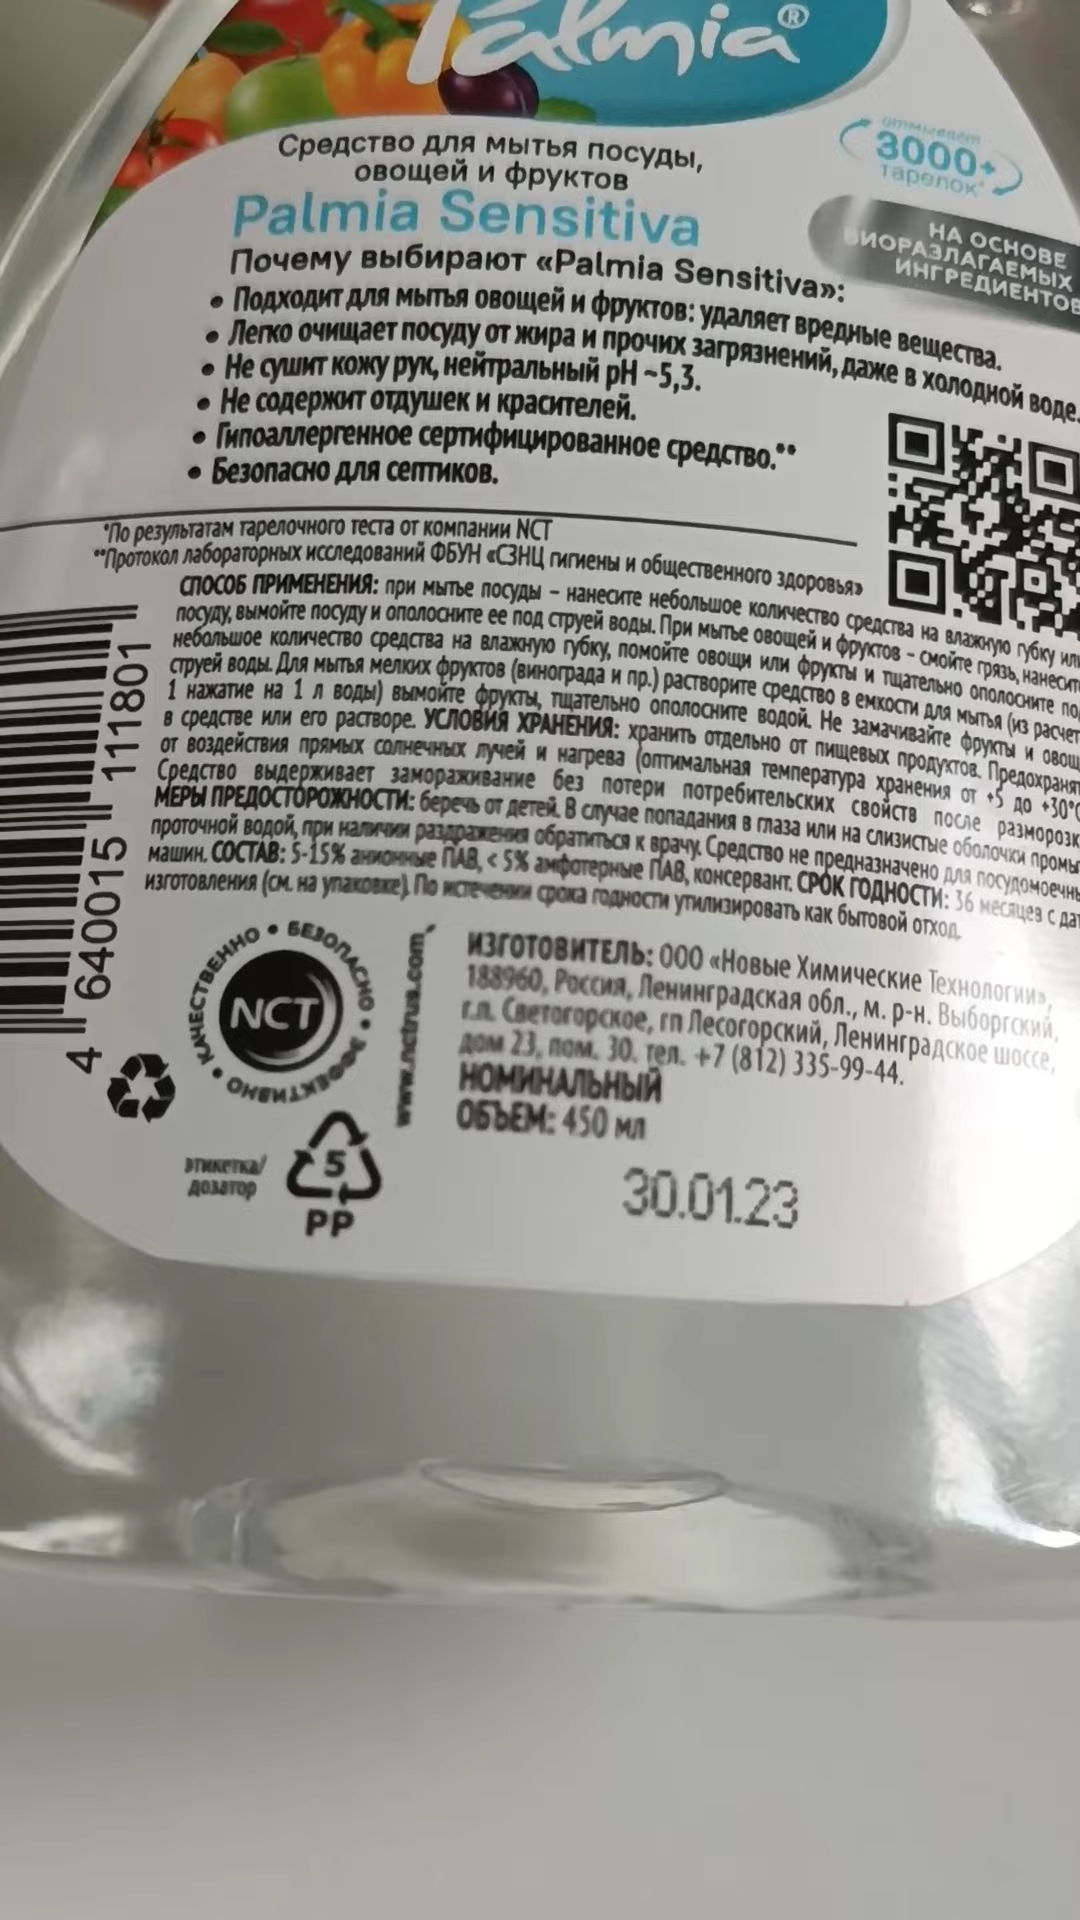 Palmia®
отмывает
3000+
тарелок*
Средство для мытья посуды,
овощей и фруктов
Palmia Sensitiva
НА ОСНОВЕ
БИОРАЗЛАГАЕМЫХ
ИНГРЕДИЕНТОВ
Почему выбирают «Palmia Sensitiva»:
• Подходит для мытья овощей и фруктов: удаляет вредные вещества.
• Легко очищает посуду от жира и прочих загрязнений, даже в холодной воде.
• Не сушит кожу рук, нейтральный pH ~5,3.
• Не содержит отдушек и красителей.
• Гипоаллергенное сертифицированное средство.**
• Безопасно для септиков.
*По результатам тарелочного теста от компании NCT
**Протокол лабораторных исследований ФБУН «СЗНЦ гигиены и общественного здоровья»
СПОСОБ ПРИМЕНЕНИЯ: при мытье посуды – нанесите небольшое количество средства на влажную губку или
посуду, вымойте посуду и ополосните ее под струей воды. При мытье овощей и фруктов – смойте грязь, нанесите
небольшое количество средства на влажную губку, помойте овощи или фрукты и тщательно ополосните по
струей воды. Для мытья мелких фруктов (винограда и пр.) растворите средство в емкости для мытья (из расчет
1 нажатие на 1 л воды) вымойте фрукты, тщательно ополосните водой. Не замачивайте фрукты и овощ
в средстве или его растворе. УСЛОВИЯ ХРАНЕНИЯ: хранить отдельно от пищевых продуктов. Предохранят
от воздействия прямых солнечных лучей и нагрева (оптимальная температура хранения от +5 до +30°C
Средство выдерживает замораживание без потери потребительских свойств после разморозк
МЕРЫ ПРЕДОСТОРОЖНОСТИ: беречь от детей. В случае попадания в глаза или на слизистые оболочки промы
проточной водой, при наличии раздражения обратиться к врачу. Средство не предназначено для посудомоечны
машин. СОСТАВ: 5-15% анионные ПАВ, < 5% амфотерные ПАВ, консервант. СРОК ГОДНОСТИ: 36 месяцев с дат
изготовления (см. на упаковке). По истечении срока годности утилизировать как бытовой отход.
4 640015 111801
КАЧЕСТВЕННО • БЕЗОПАСНО • ЭФФЕКТИВНО •
NCT
www.nctrus.com
ИЗГОТОВИТЕЛЬ: ООО «Новые Химические Технологии»,
188960, Россия, Ленинградская обл., м. р-н. Выборгский,
г.п. Светогорское, гп Лесогорский, Ленинградское шоссе,
дом 23, пом. 30. тел. +7 (812) 335-99-44.
НОМИНАЛЬНЫЙ
ОБЪЕМ: 450 мл
этикетка/
дозатор
5
PP
30.01.23